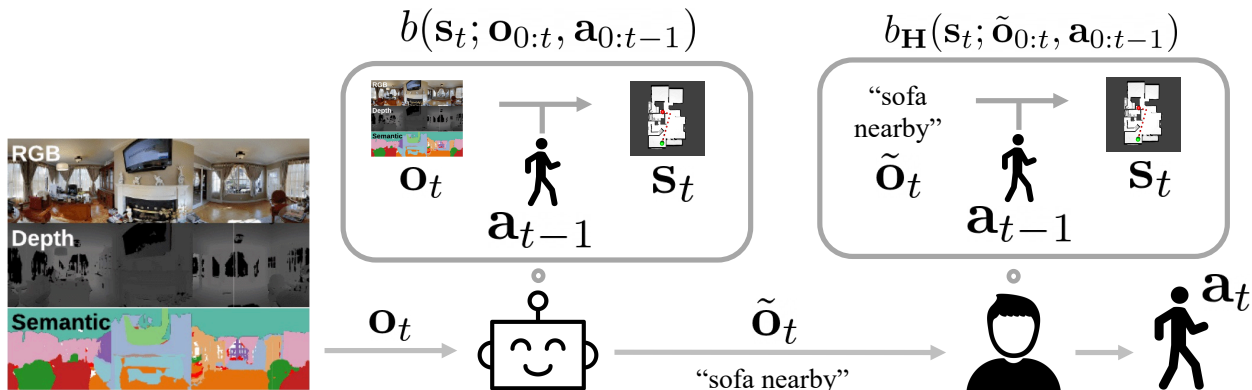 b(s_t; o_{0:t}, a_{0:t−1})
b_H(s_t; õ_{0:t}, a_{0:t−1})
RGB
Depth
Semantic
o_t
s_t
a_{t−1}
“sofa
nearby”
õ_t
s_t
a_{t−1}
RGB
Depth
Semantic
o_t
õ_t
“sofa nearby”
a_t